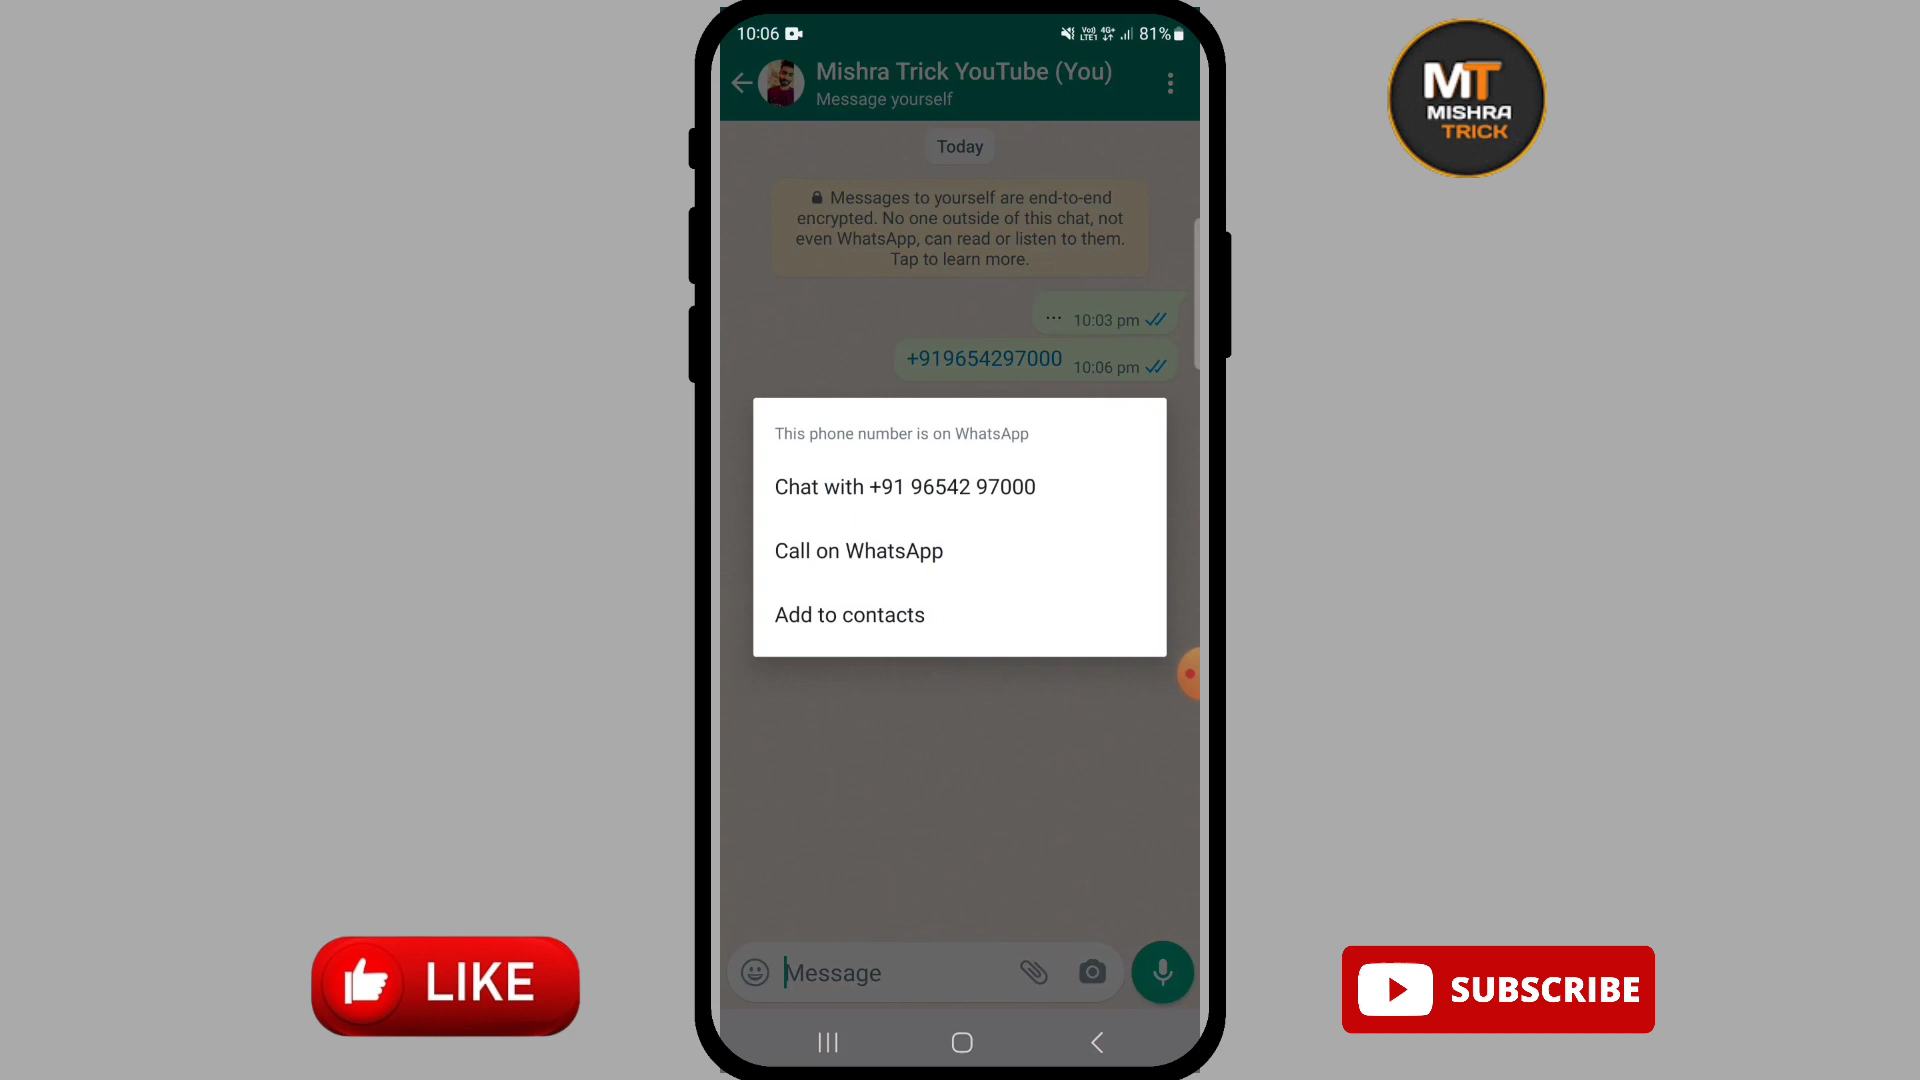 10:06
Vo) 4G+
LTE1 81%
Mishra Trick YouTube (You)
Message yourself
Today
Messages to yourself are end-to-end
encrypted. No one outside of this chat, not
even WhatsApp, can read or listen to them.
Tap to learn more.
... 10:03 pm
+919654297000 10:06 pm
This phone number is on WhatsApp
Chat with +91 96542 97000
Call on WhatsApp
Add to contacts
Message
MT
MISHRA
TRICK
LIKE
SUBSCRIBE